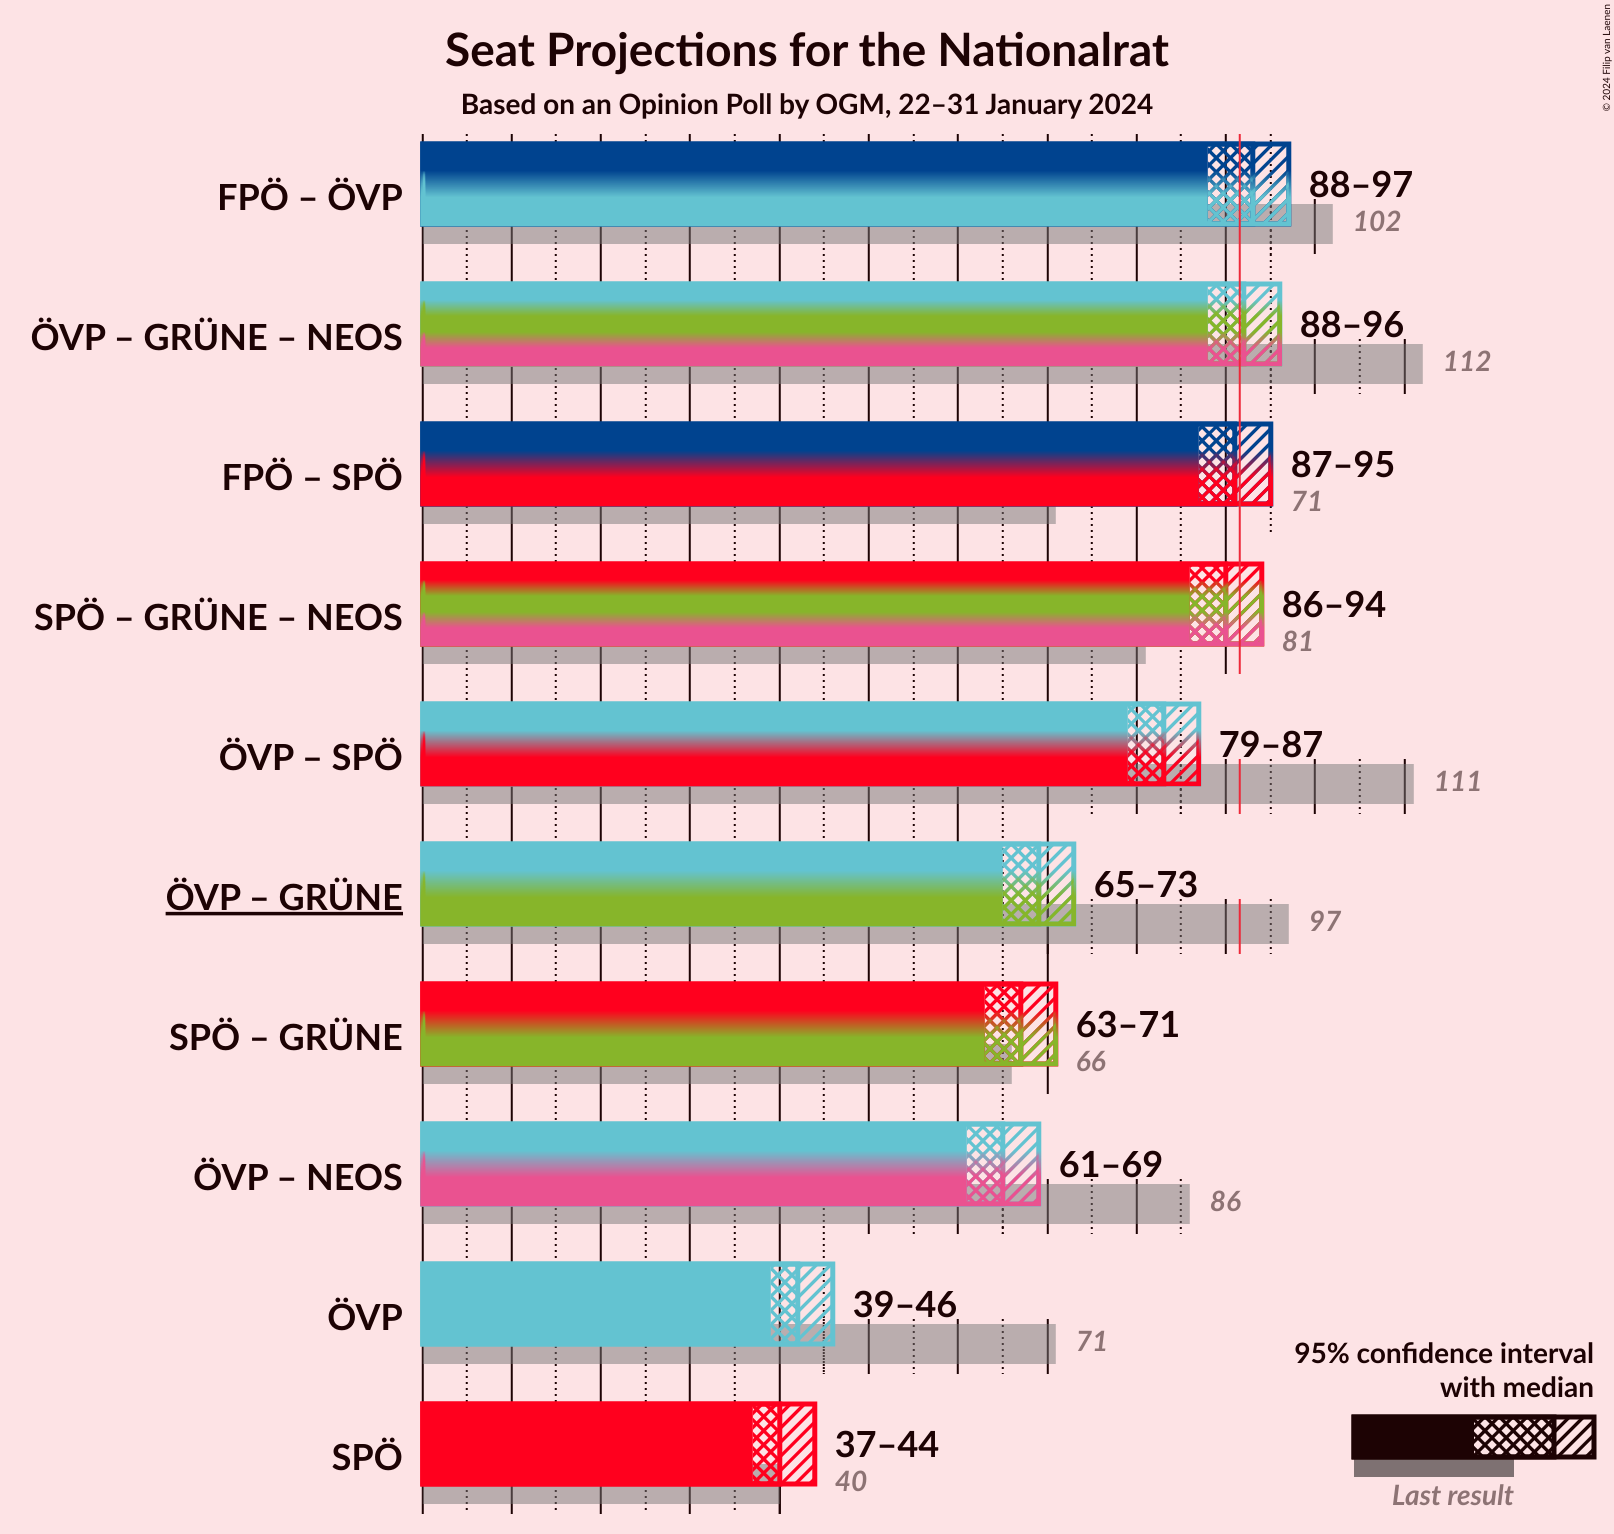 Seat Projections for the Nationalrat
Based on an Opinion Poll by OGM, 22–31 January 2024
© 2024 Filip van Laenen
FPÖ – ÖVP
88–97
102
ÖVP – GRÜNE – NEOS
88–96
112
FPÖ – SPÖ
87–95
71
SPÖ – GRÜNE – NEOS
86–94
81
ÖVP – SPÖ
79–87
111
ÖVP – GRÜNE
65–73
97
SPÖ – GRÜNE
63–71
66
ÖVP – NEOS
61–69
86
ÖVP
39–46
71
SPÖ
37–44
40
95% confidence interval
with median
Last result